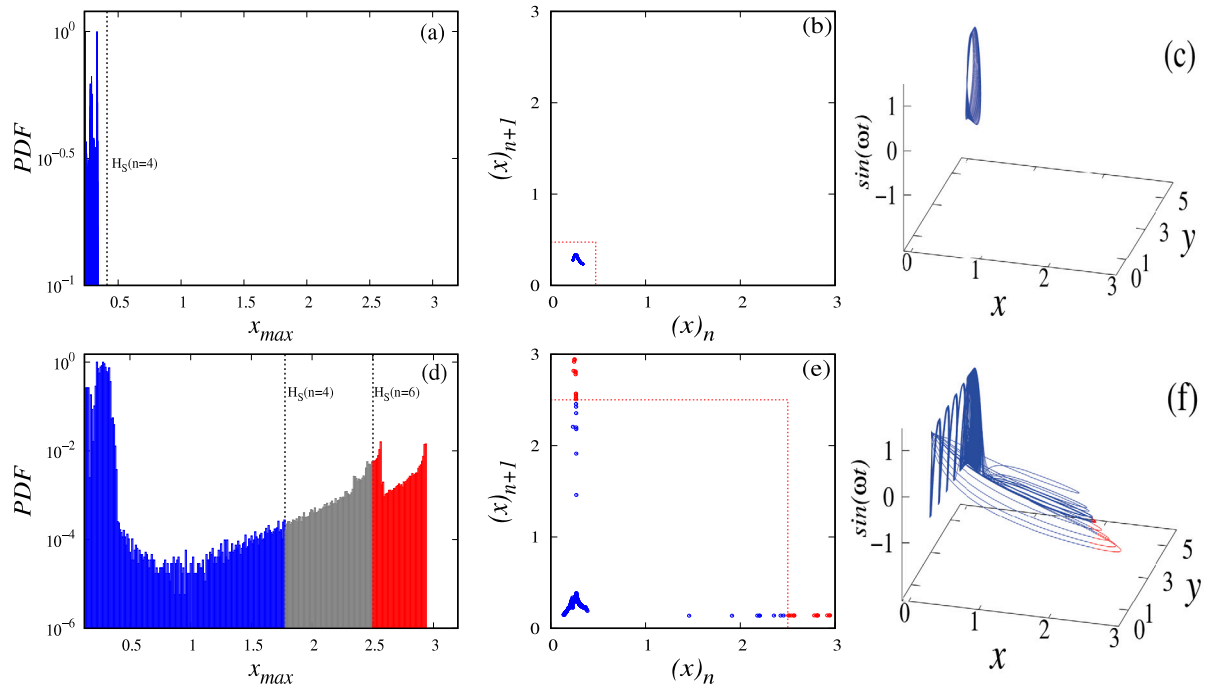 (a)
PDF
10^0
10^-0.5
10^-1
H_S(n=4)
0.5 1 1.5 2 2.5 3
x_max
(b)
(x)_n+1
3
2
1
0
0 1 2 3
(x)_n
(c)
sin(ωt)
1
0
−1
0 1 2 3
x
0 1 3 5
y
(d)
PDF
10^0
10^-2
10^-4
10^-6
H_S(n=4)
H_S(n=6)
0.5 1 1.5 2 2.5 3
x_max
(e)
(x)_n+1
3
2
1
0
0 1 2 3
(x)_n
(f)
sin(ωt)
1
0
−1
0 1 2 3
x
0 1 3 5
y